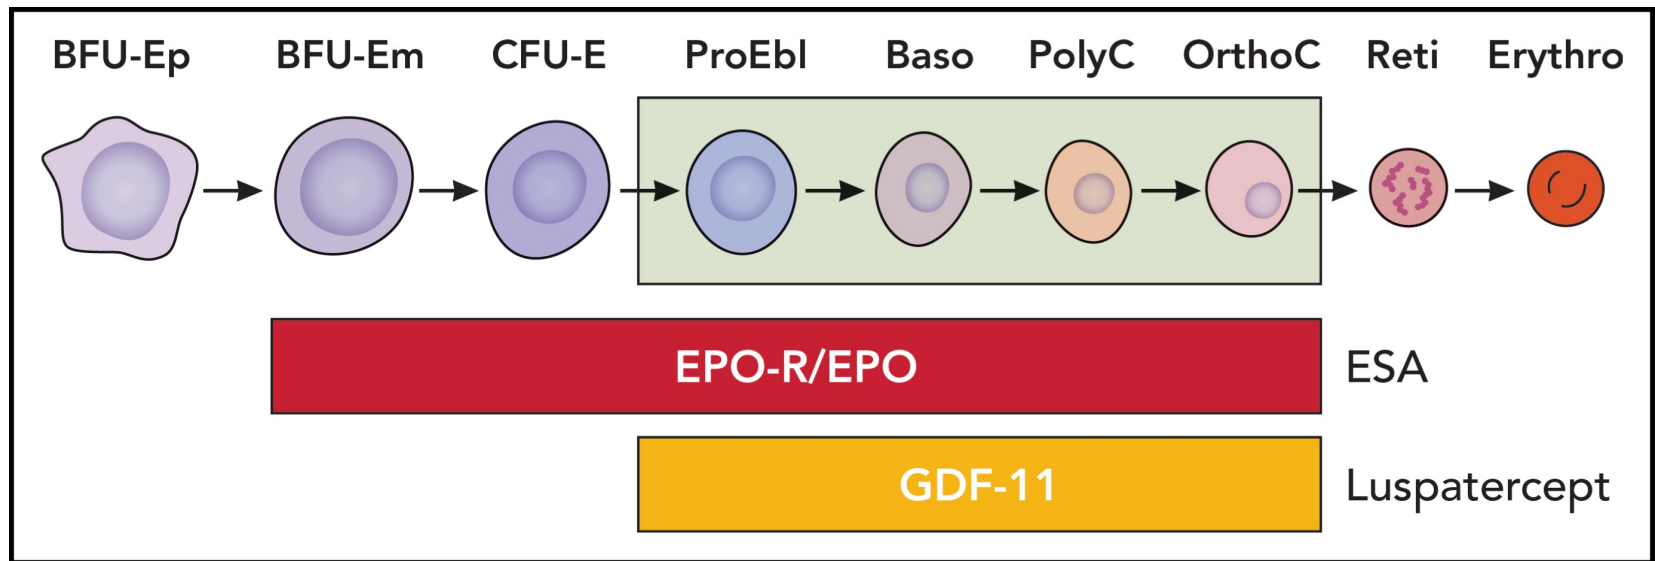 BFU-Ep BFU-Em CFU-E ProEbl Baso PolyC OrthoC Reti Erythro
EPO-R/EPO ESA
GDF-11 Luspatercept